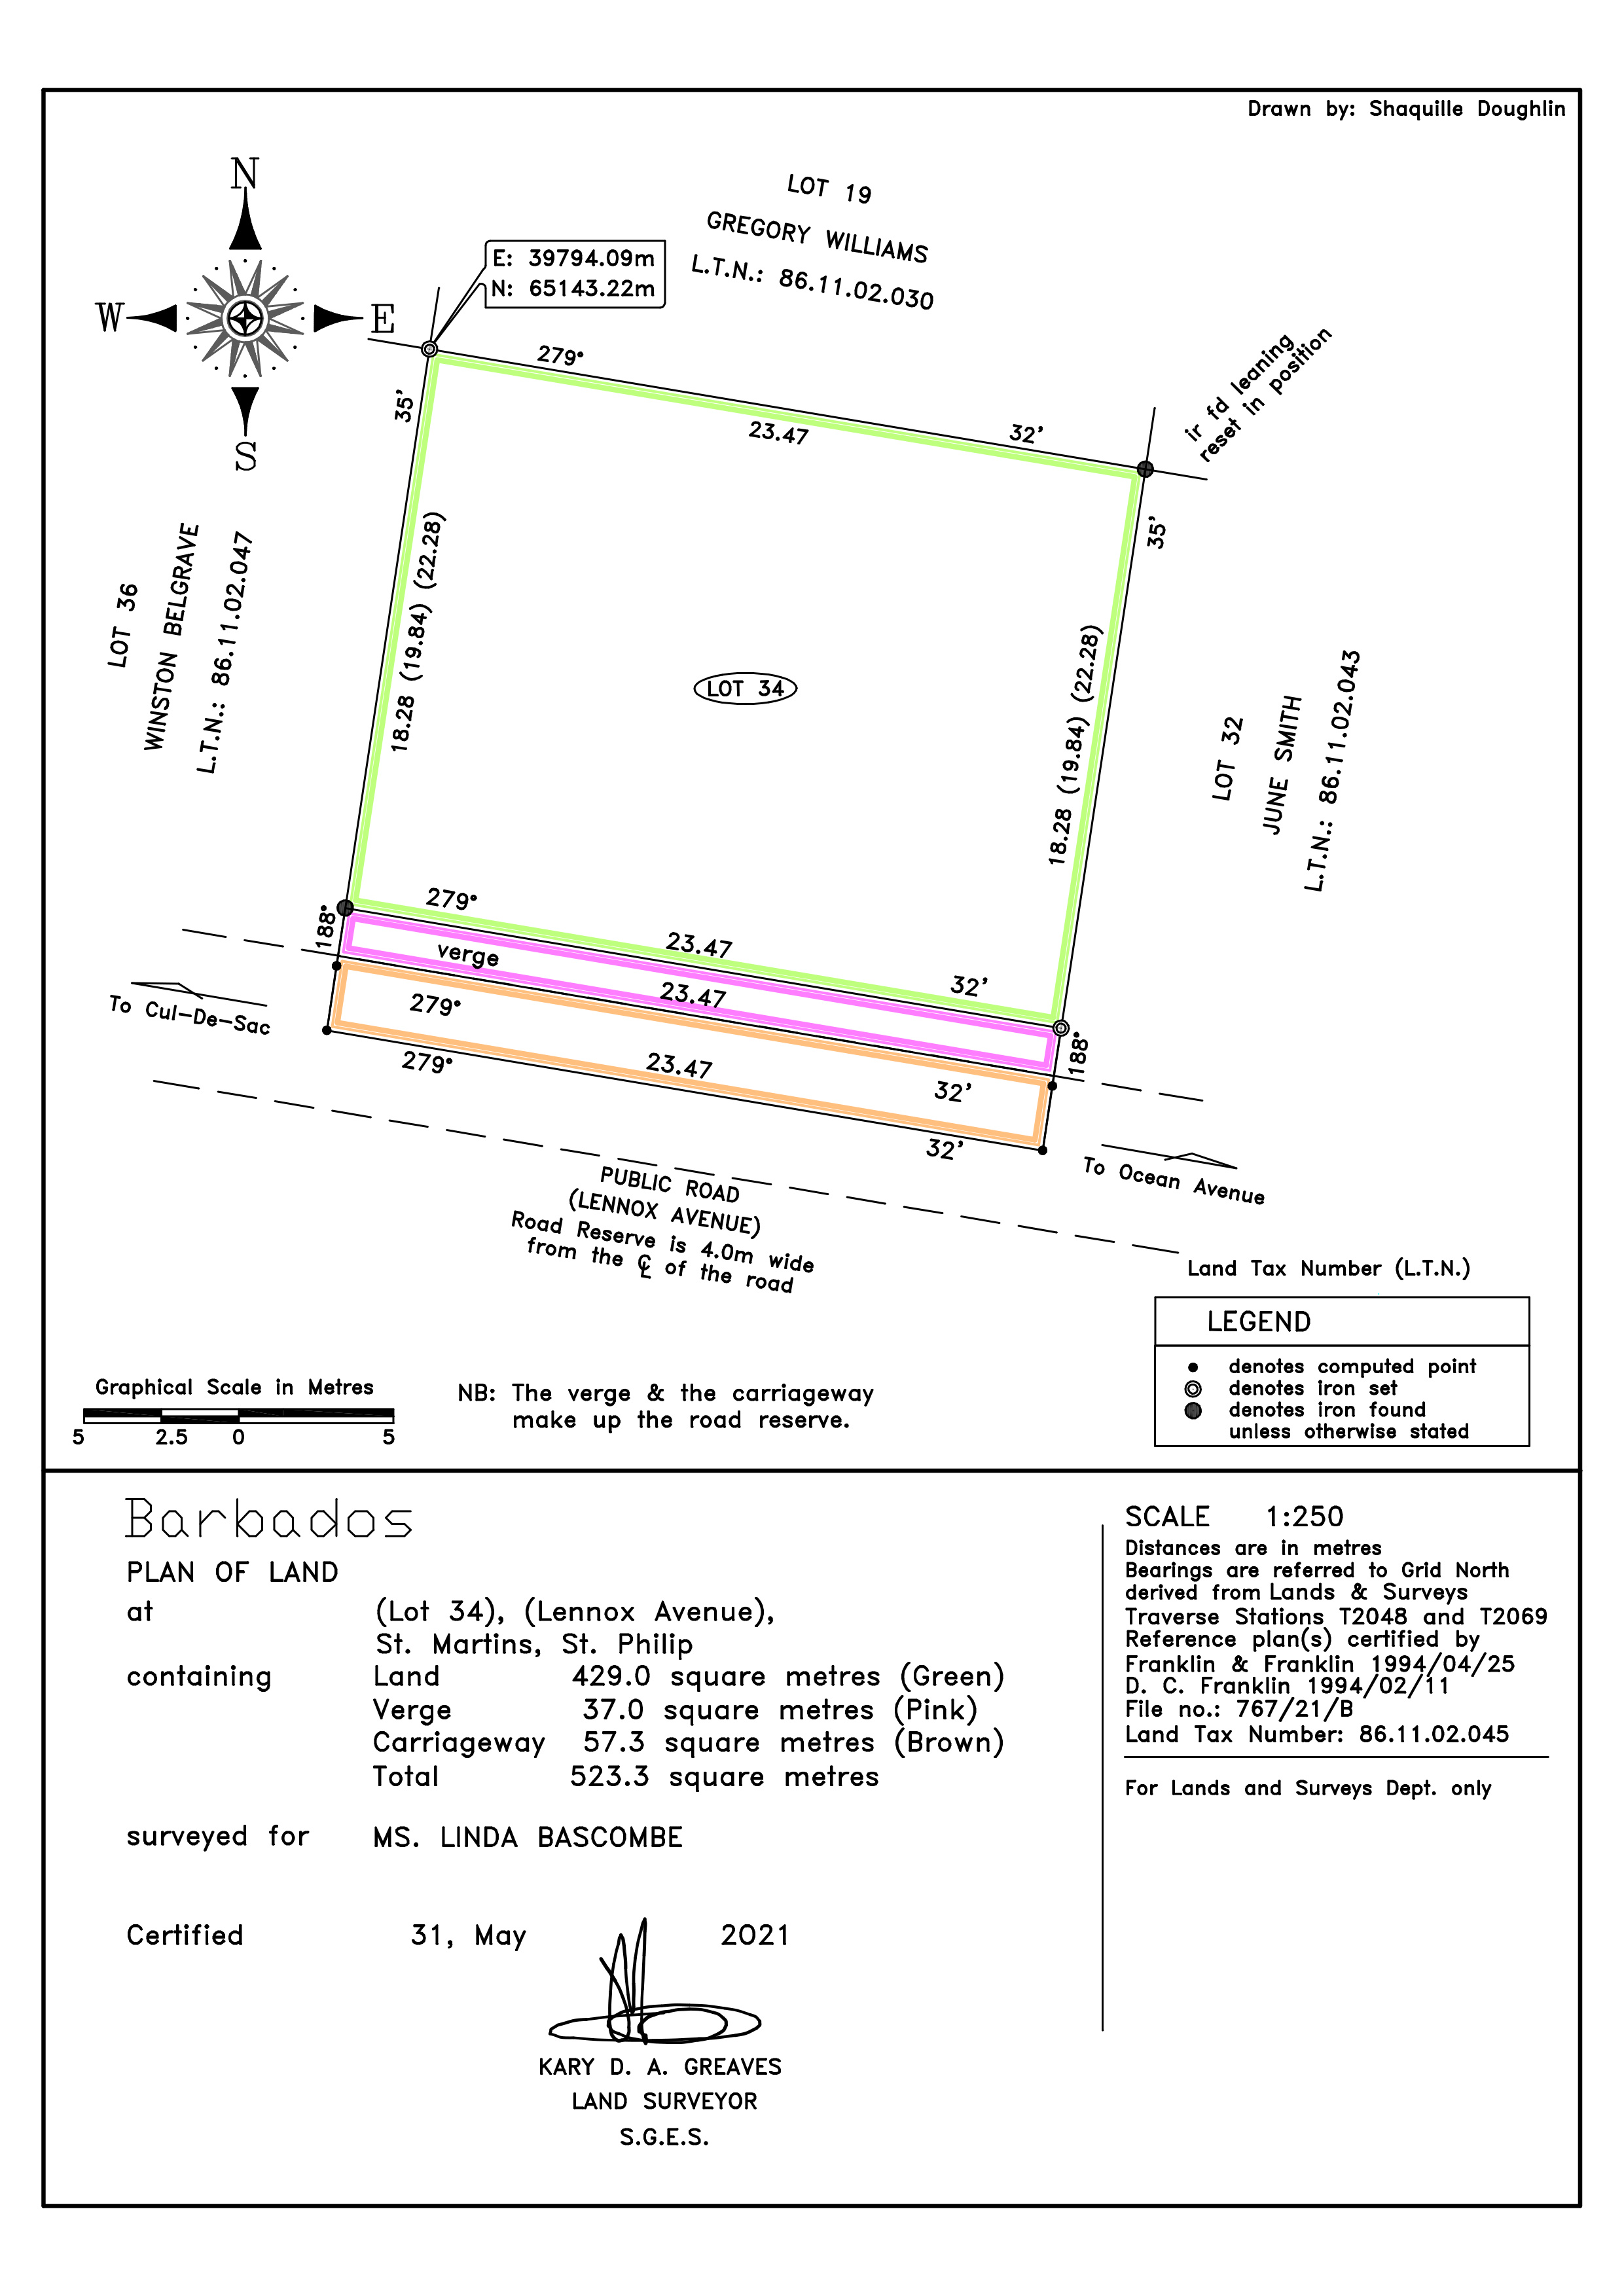 Drawn by: Shaquille Doughlin
N
W
E
S
E: 39794.09m
N: 65143.22m
LOT 19
GREGORY WILLIAMS
L.T.N.: 86.11.02.030
ir fd leaning
reset in position
279°
32'
23.47
35'
35'
18.28 (19.84) (22.28)
18.28 (19.84) (22.28)
LOT 36
WINSTON BELGRAVE
L.T.N.: 86.11.02.047
LOT 34
LOT 32
JUNE SMITH
L.T.N.: 86.11.02.043
279°
23.47
32'
188°
188°
verge
23.47
279°
32'
279°
23.47
32'
To Cul-De-Sac
To Ocean Avenue
PUBLIC ROAD
(LENNOX AVENUE)
Road Reserve is 4.0m wide
from the ℄ of the road
Land Tax Number (L.T.N.)
LEGEND
denotes computed point
denotes iron set
denotes iron found
unless otherwise stated
Graphical Scale in Metres
5 2.5 0 5
NB: The verge & the carriageway
make up the road reserve.
Barbados
PLAN OF LAND
at (Lot 34), (Lennox Avenue),
St. Martins, St. Philip
containing Land 429.0 square metres (Green)
Verge 37.0 square metres (Pink)
Carriageway 57.3 square metres (Brown)
Total 523.3 square metres
surveyed for MS. LINDA BASCOMBE
Certified 31, May 2021
KARY D. A. GREAVES
LAND SURVEYOR
S.G.E.S.
SCALE 1:250
Distances are in metres
Bearings are referred to Grid North
derived from Lands & Surveys
Traverse Stations T2048 and T2069
Reference plan(s) certified by
Franklin & Franklin 1994/04/25
D. C. Franklin 1994/02/11
File no.: 767/21/B
Land Tax Number: 86.11.02.045
For Lands and Surveys Dept. only